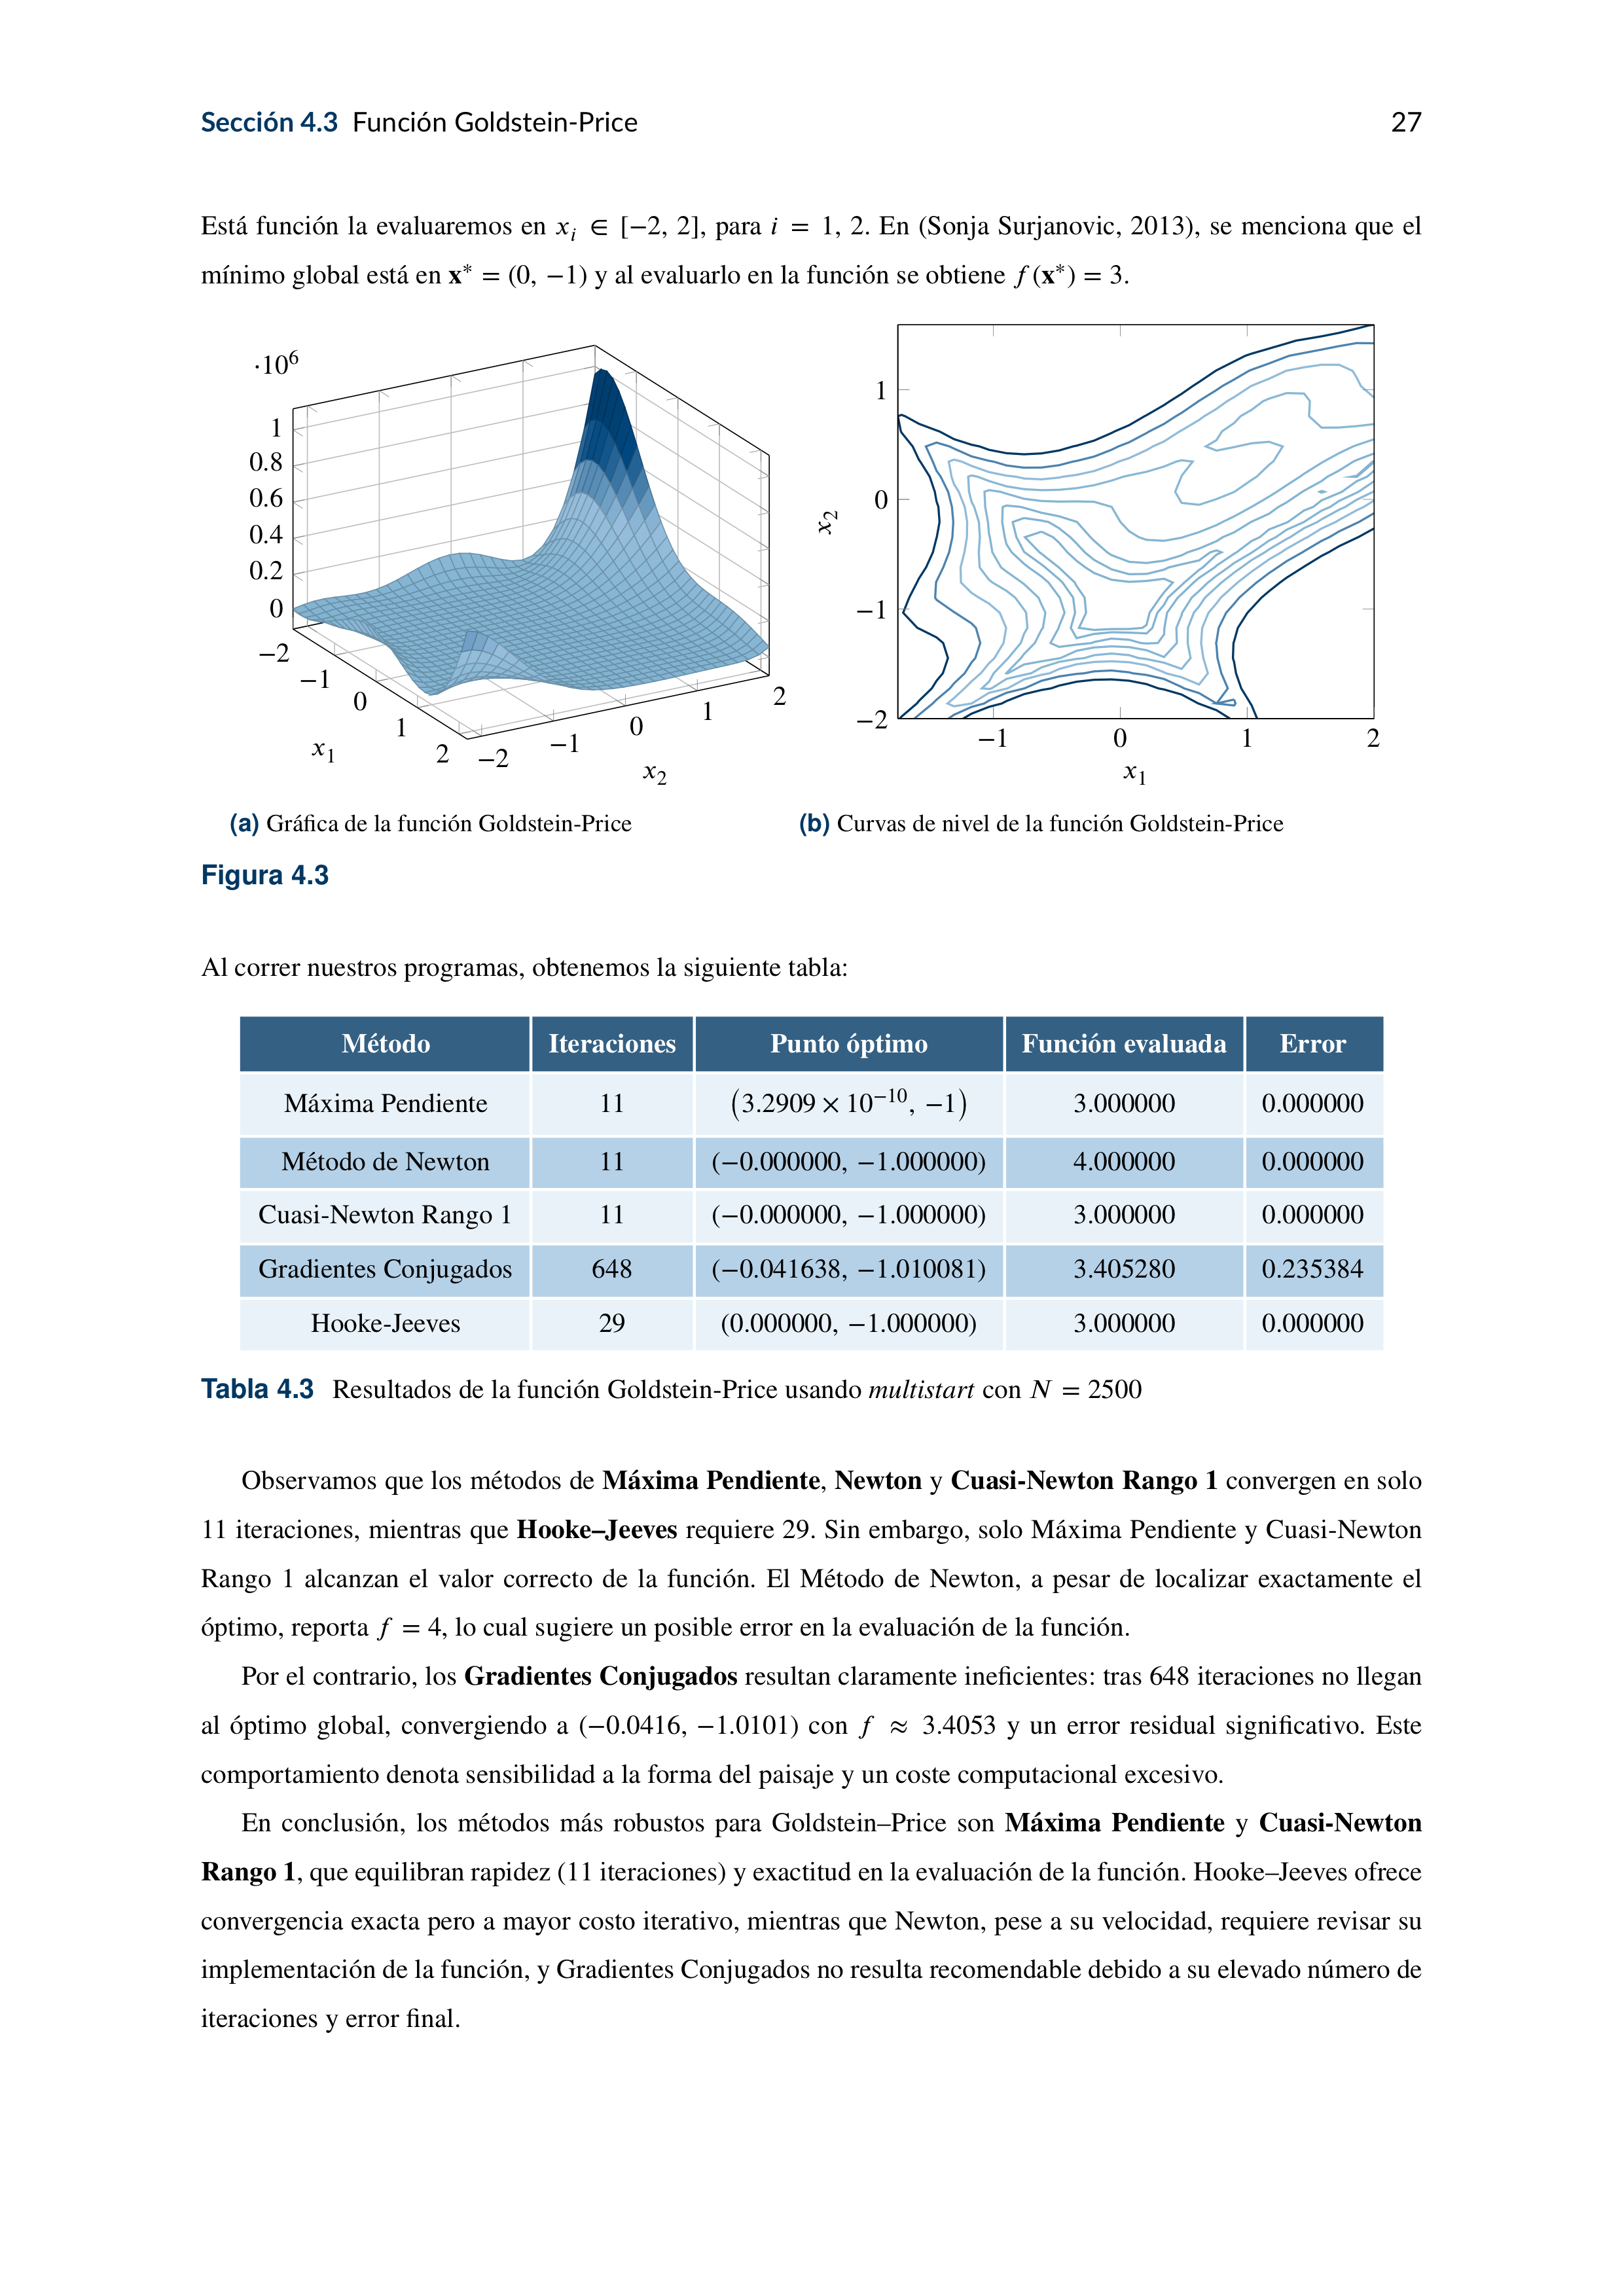 Sección 4.3 Función Goldstein-Price 27
Está función la evaluaremos en x_i ∈ [−2, 2], para i = 1, 2. En (Sonja Surjanovic, 2013), se menciona que el
mínimo global está en x* = (0, −1) y al evaluarlo en la función se obtiene f(x*) = 3.
·10⁶
1
0.8
0.6
0.4
0.2
0
−2
−1
0
1
2
x₁
−2
−1
0
1
2
x₂
1
0
−1
−2
x₂
−1 0 1 2
x₁
(a) Gráfica de la función Goldstein-Price
(b) Curvas de nivel de la función Goldstein-Price
Figura 4.3
Al correr nuestros programas, obtenemos la siguiente tabla:
Método Iteraciones Punto óptimo Función evaluada Error
Máxima Pendiente 11 (3.2909 × 10⁻¹⁰, −1) 3.000000 0.000000
Método de Newton 11 (−0.000000, −1.000000) 4.000000 0.000000
Cuasi-Newton Rango 1 11 (−0.000000, −1.000000) 3.000000 0.000000
Gradientes Conjugados 648 (−0.041638, −1.010081) 3.405280 0.235384
Hooke-Jeeves 29 (0.000000, −1.000000) 3.000000 0.000000
Tabla 4.3 Resultados de la función Goldstein-Price usando multistart con N = 2500
Observamos que los métodos de Máxima Pendiente, Newton y Cuasi-Newton Rango 1 convergen en solo
11 iteraciones, mientras que Hooke–Jeeves requiere 29. Sin embargo, solo Máxima Pendiente y Cuasi-Newton
Rango 1 alcanzan el valor correcto de la función. El Método de Newton, a pesar de localizar exactamente el
óptimo, reporta f = 4, lo cual sugiere un posible error en la evaluación de la función.
Por el contrario, los Gradientes Conjugados resultan claramente ineficientes: tras 648 iteraciones no llegan
al óptimo global, convergiendo a (−0.0416, −1.0101) con f ≈ 3.4053 y un error residual significativo. Este
comportamiento denota sensibilidad a la forma del paisaje y un coste computacional excesivo.
En conclusión, los métodos más robustos para Goldstein–Price son Máxima Pendiente y Cuasi-Newton
Rango 1, que equilibran rapidez (11 iteraciones) y exactitud en la evaluación de la función. Hooke–Jeeves ofrece
convergencia exacta pero a mayor costo iterativo, mientras que Newton, pese a su velocidad, requiere revisar su
implementación de la función, y Gradientes Conjugados no resulta recomendable debido a su elevado número de
iteraciones y error final.